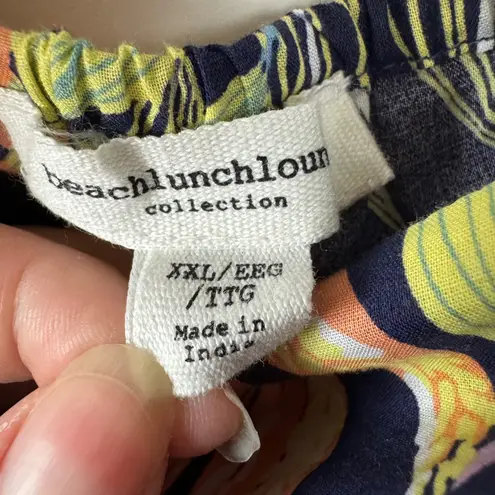 beachlunchloun
collection
XXL/EEG
/TTG
Made in
India